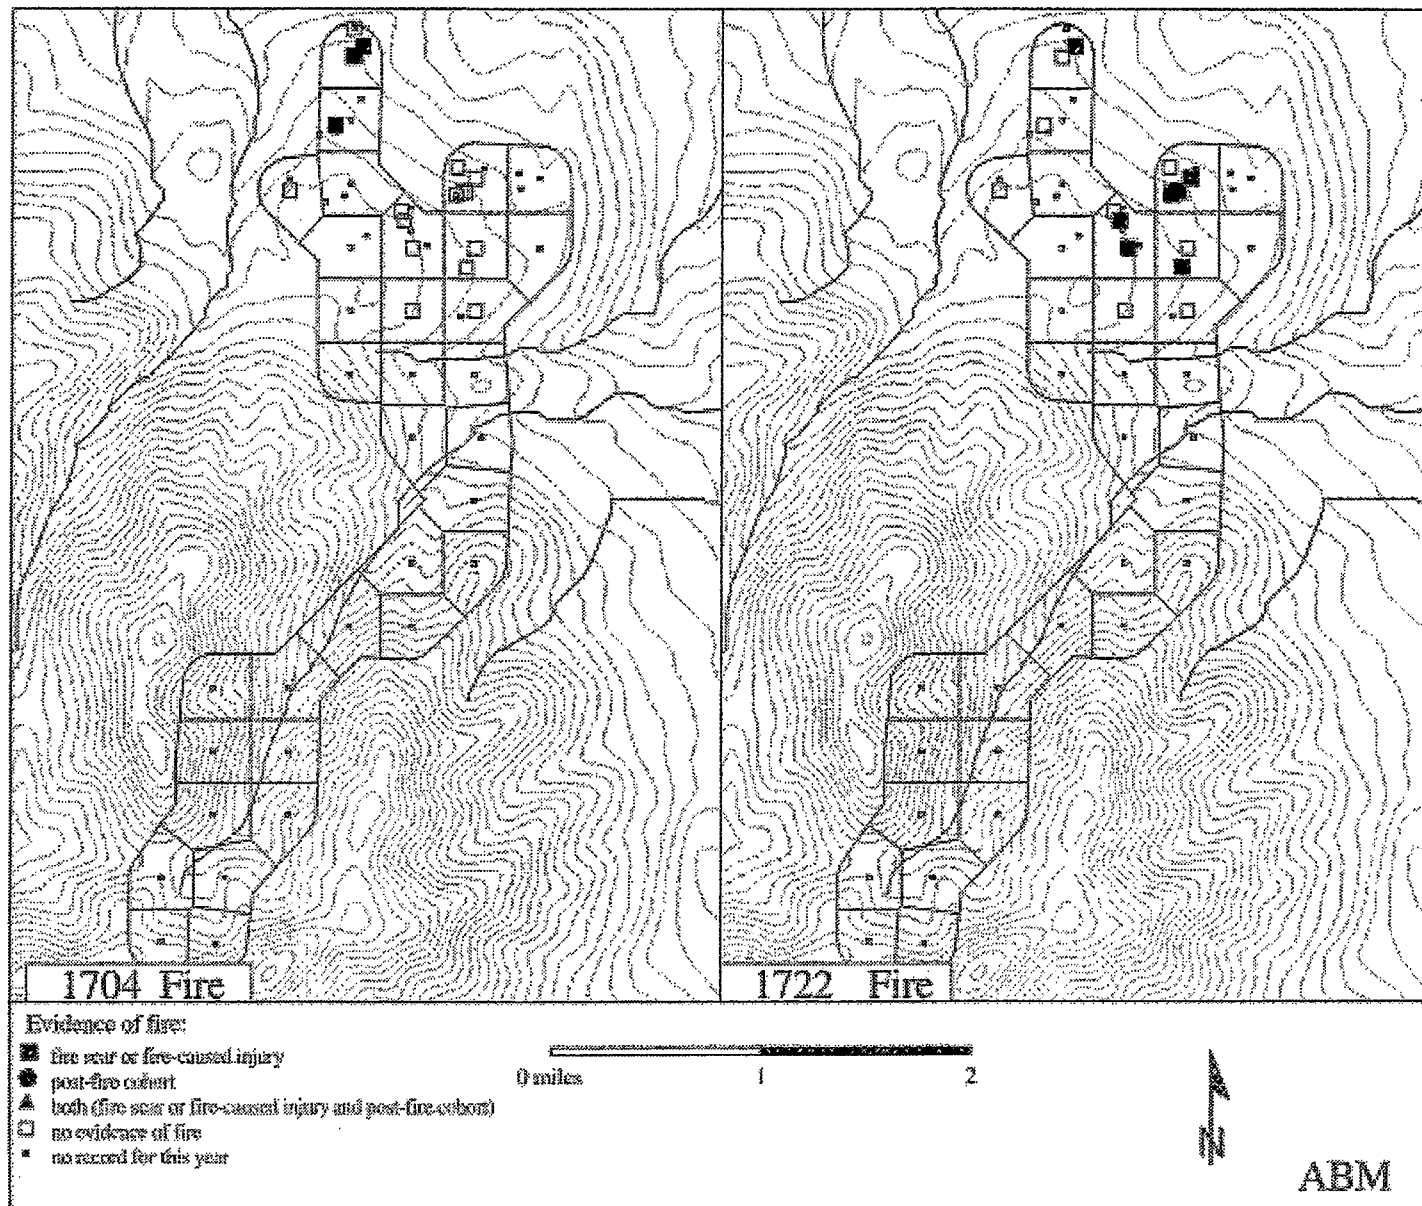 1704 Fire
1722 Fire
Evidence of fire:
fire scar or fire-caused injury
post-fire cohort
both (fire scar or fire-caused injury and post-fire cohort)
no evidence of fire
no record for this year
0 miles 1 2
N
ABM